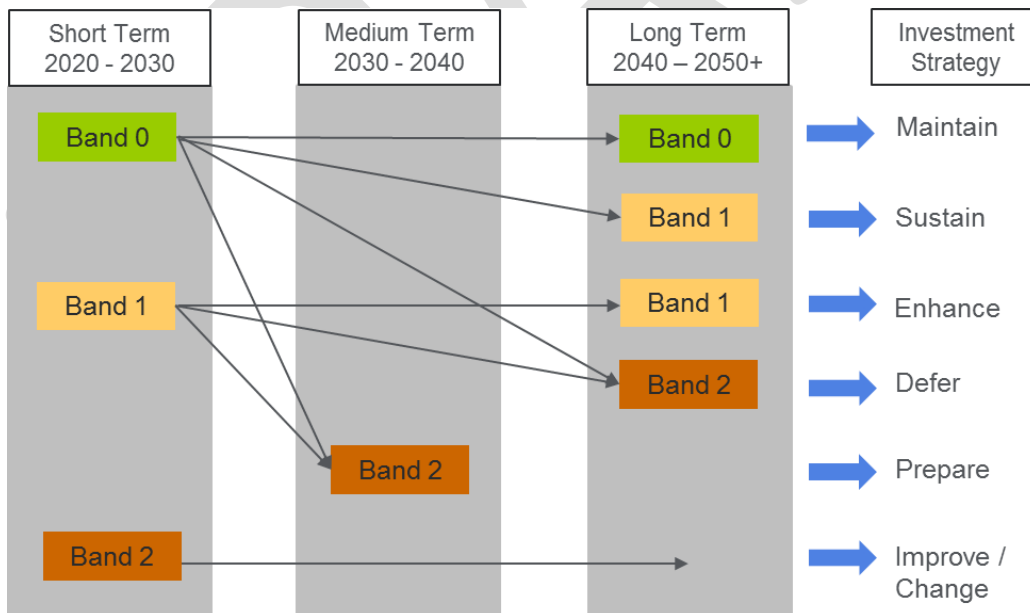 Short Term
2020 - 2030
Medium Term
2030 - 2040
Long Term
2040 – 2050+
Investment
Strategy
Band 0
Band 0
Maintain
Band 1
Sustain
Band 1
Band 1
Enhance
Band 2
Defer
Band 2
Prepare
Band 2
Improve /
Change